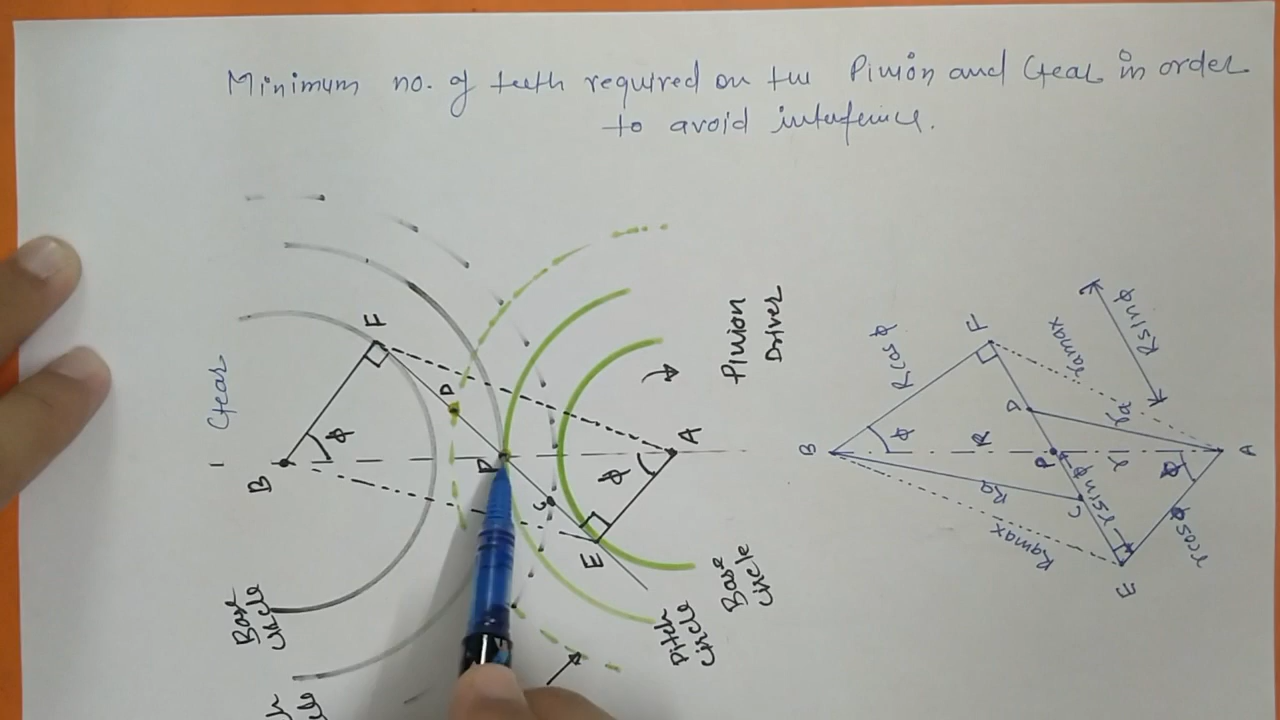 Minimum no. of teeth required on the Pinion and Gear in order
to avoid interference.
Gear
B
φ
F
D
P
C
E
φ
A
Pinion
Driver
Base
circle
Pitch
circle
Base
circle
B
φ
Rcosφ
F
D
R
P
ramax
Rsinφ
ra
r
A
φ
Ra
C
rsinφ
Ramax
rcosφ
E